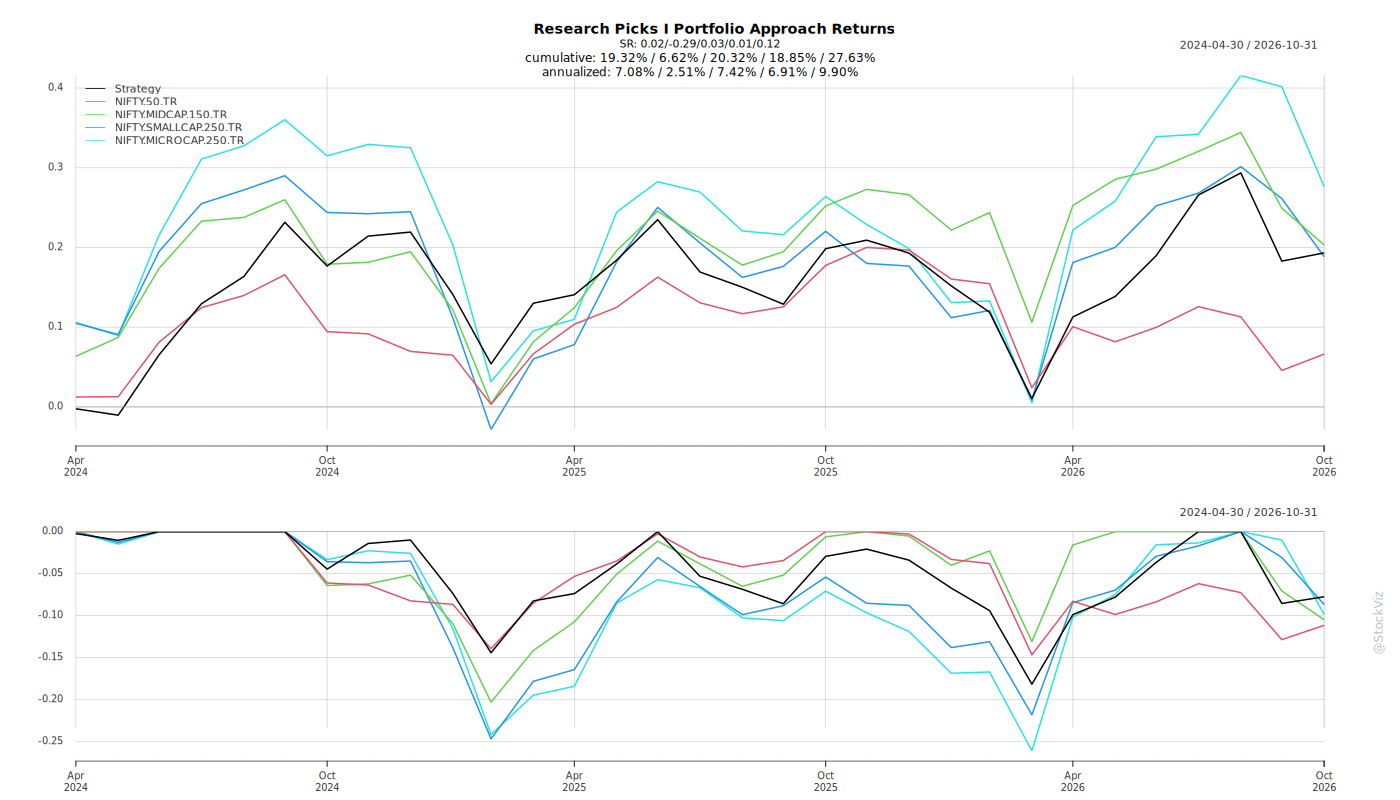 Research Picks I Portfolio Approach Returns
SR: 0.02/-0.29/0.03/0.01/0.12
cumulative: 19.32% / 6.62% / 20.32% / 18.85% / 27.63%
annualized: 7.08% / 2.51% / 7.42% / 6.91% / 9.90%
2024-04-30 / 2026-10-31
Strategy
NIFTY.50.TR
NIFTY.MIDCAP.150.TR
NIFTY.SMALLCAP.250.TR
NIFTY.MICROCAP.250.TR
0.4
0.3
0.2
0.1
0.0
Apr 2024
Oct 2024
Apr 2025
Oct 2025
Apr 2026
Oct 2026
2024-04-30 / 2026-10-31
0.00
-0.05
-0.10
-0.15
-0.20
-0.25
Apr 2024
Oct 2024
Apr 2025
Oct 2025
Apr 2026
Oct 2026
@StockViz